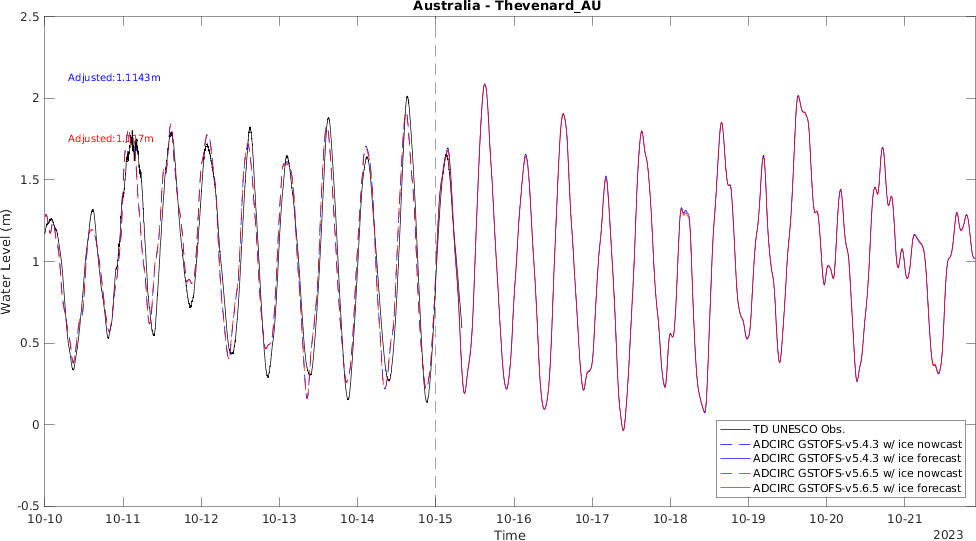 Australia - Thevenard_AU
2.5
2
1.5
1
0.5
0
-0.5
Water Level (m)
Adjusted:1.1143m
10-10
10-11
10-12
10-13
10-14
10-15
10-16
10-17
10-18
10-19
10-20
10-21
Time
2023
TD UNESCO Obs.
ADCIRC GSTOFS-v5.4.3 w/ ice nowcast
ADCIRC GSTOFS-v5.4.3 w/ ice forecast
ADCIRC GSTOFS-v5.6.5 w/ ice nowcast
ADCIRC GSTOFS-v5.6.5 w/ ice forecast